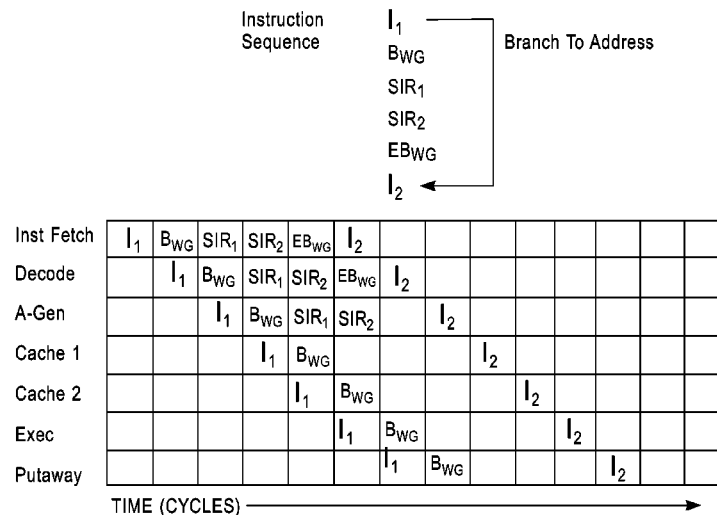 Instruction Sequence
I1
BWG
SIR1
SIR2
EBWG
I2
Branch To Address
Inst Fetch I1 BWG SIR1 SIR2 EBWG I2
Decode I1 BWG SIR1 SIR2 EBWG I2
A-Gen I1 BWG SIR1 SIR2 I2
Cache 1 I1 BWG I2
Cache 2 I1 BWG I2
Exec I1 BWG I2
Putaway I1 BWG I2
TIME (CYCLES)